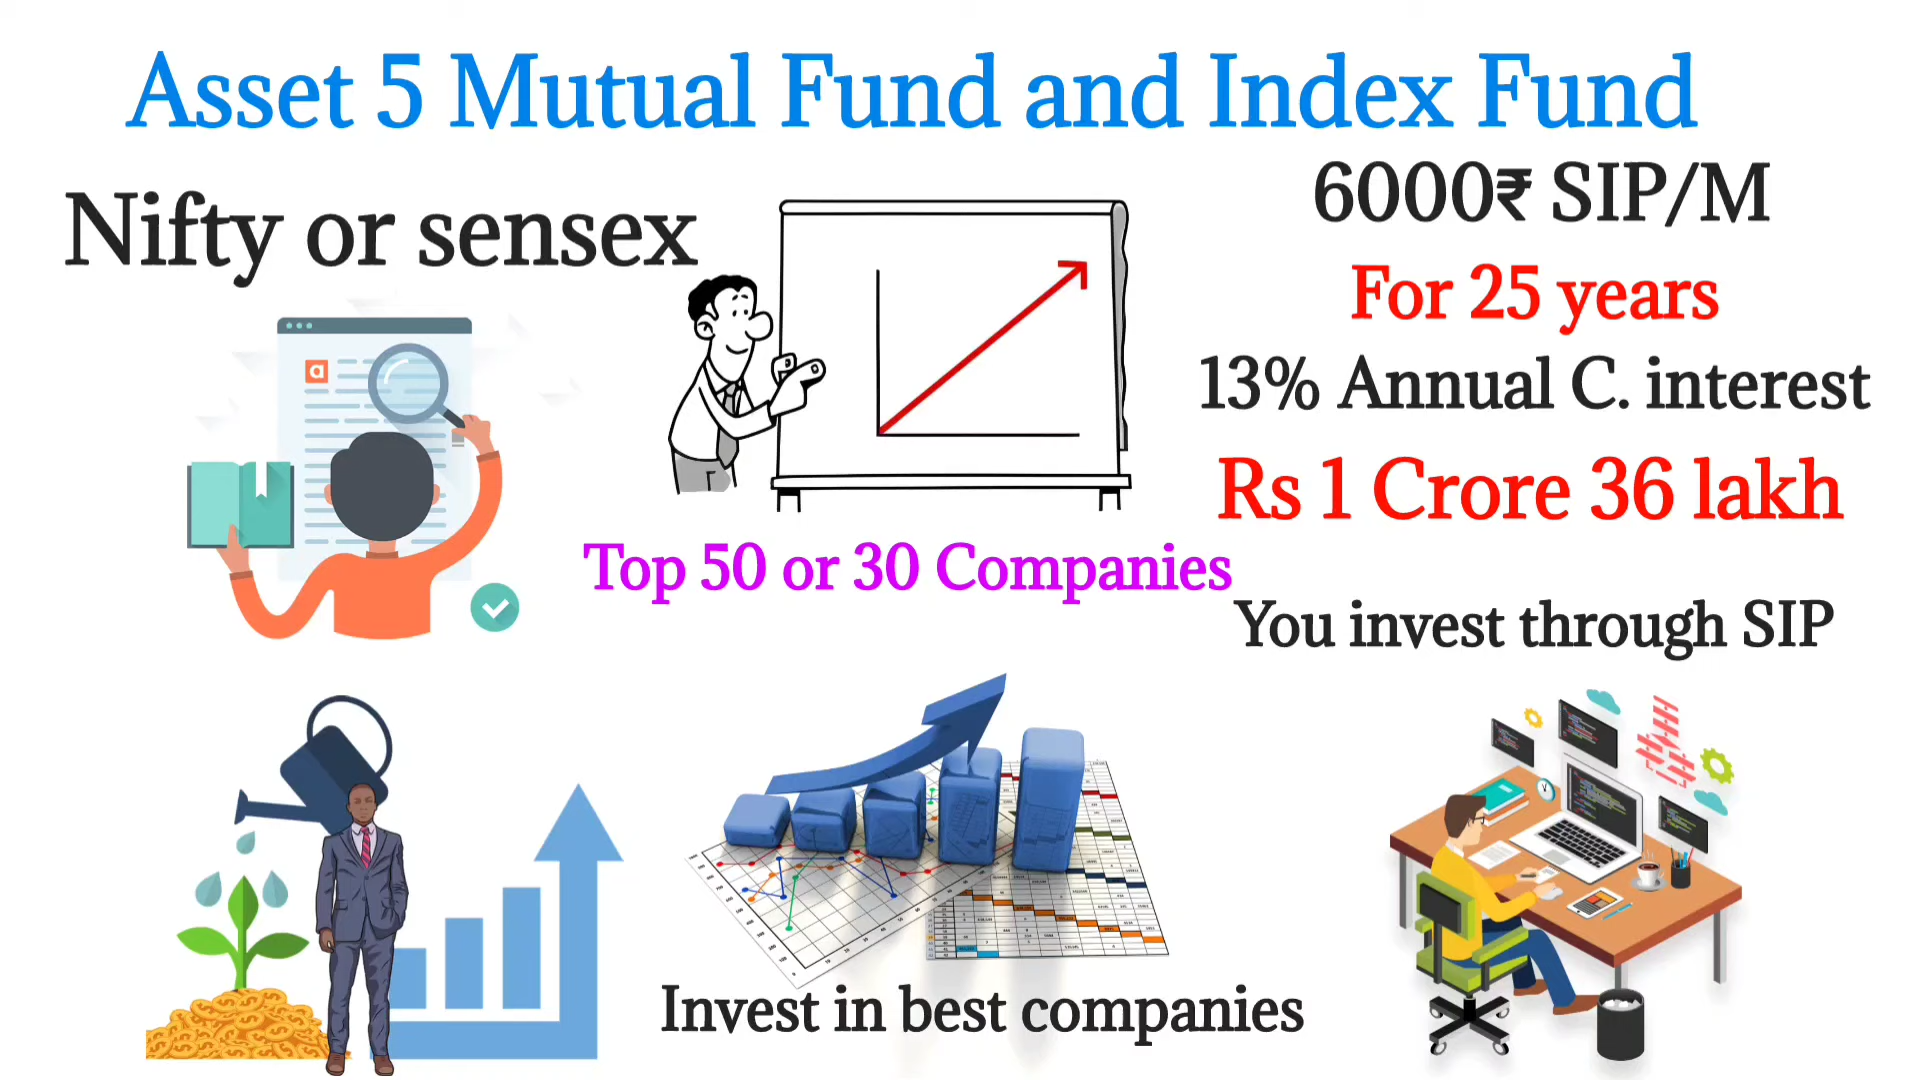 Asset 5 Mutual Fund and Index Fund
Nifty or sensex
6000₹ SIP/M
For 25 years
13% Annual C. interest
Rs 1 Crore 36 lakh
a
Top 50 or 30 Companies
You invest through SIP
Invest in best companies